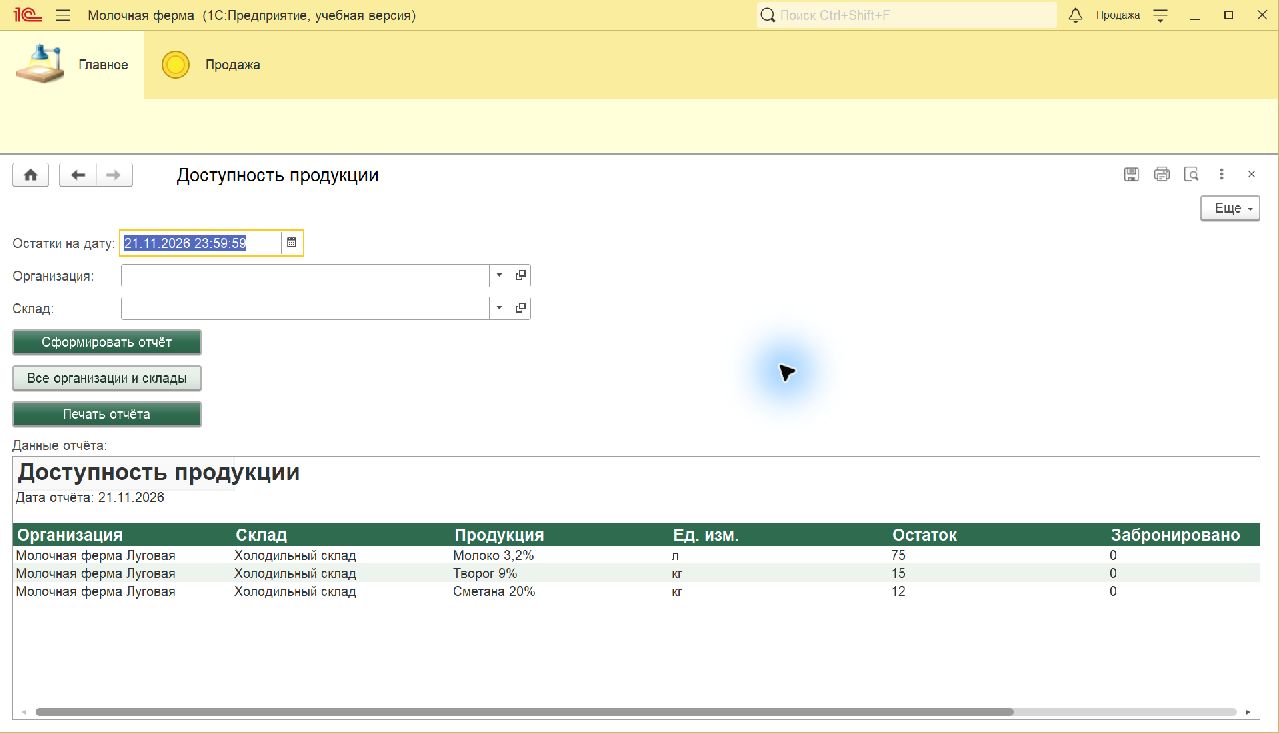 1С Молочная ферма (1С:Предприятие, учебная версия) Поиск Ctrl+Shift+F Продажа
Главное Продажа
Доступность продукции
Еще
Остатки на дату: 21.11.2026 23:59:59
Организация:
Склад:
Сформировать отчёт
Все организации и склады
Печать отчёта
Данные отчёта:
Доступность продукции
Дата отчёта: 21.11.2026
Организация Склад Продукция Ед. изм. Остаток Забронировано
Молочная ферма Луговая Холодильный склад Молоко 3,2% л 75 0
Молочная ферма Луговая Холодильный склад Творог 9% кг 15 0
Молочная ферма Луговая Холодильный склад Сметана 20% кг 12 0